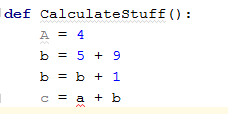 def CalculateStuff():
    A = 4
    b = 5 + 9
    b = b + 1
    c = a + b